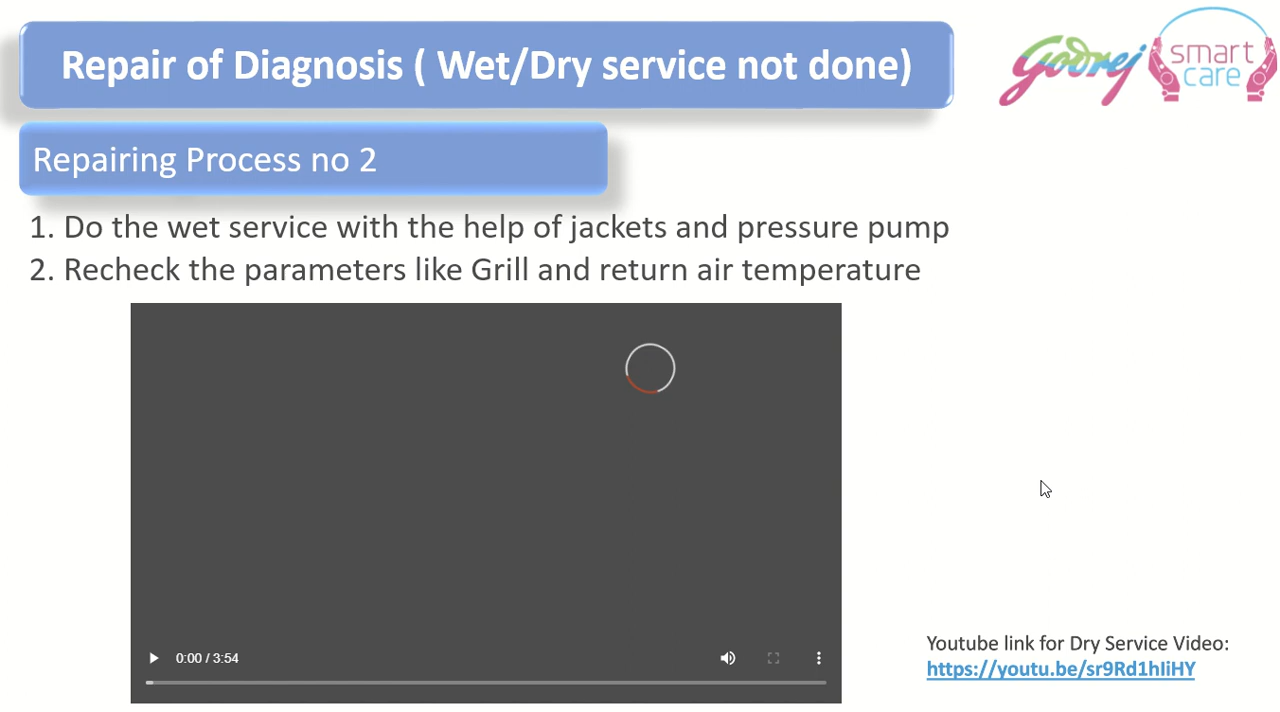 Repair of Diagnosis ( Wet/Dry service not done)
Godrej
smart
care
Repairing Process no 2
1. Do the wet service with the help of jackets and pressure pump
2. Recheck the parameters like Grill and return air temperature
0:00 / 3:54
Youtube link for Dry Service Video:
https://youtu.be/sr9Rd1hIiHY